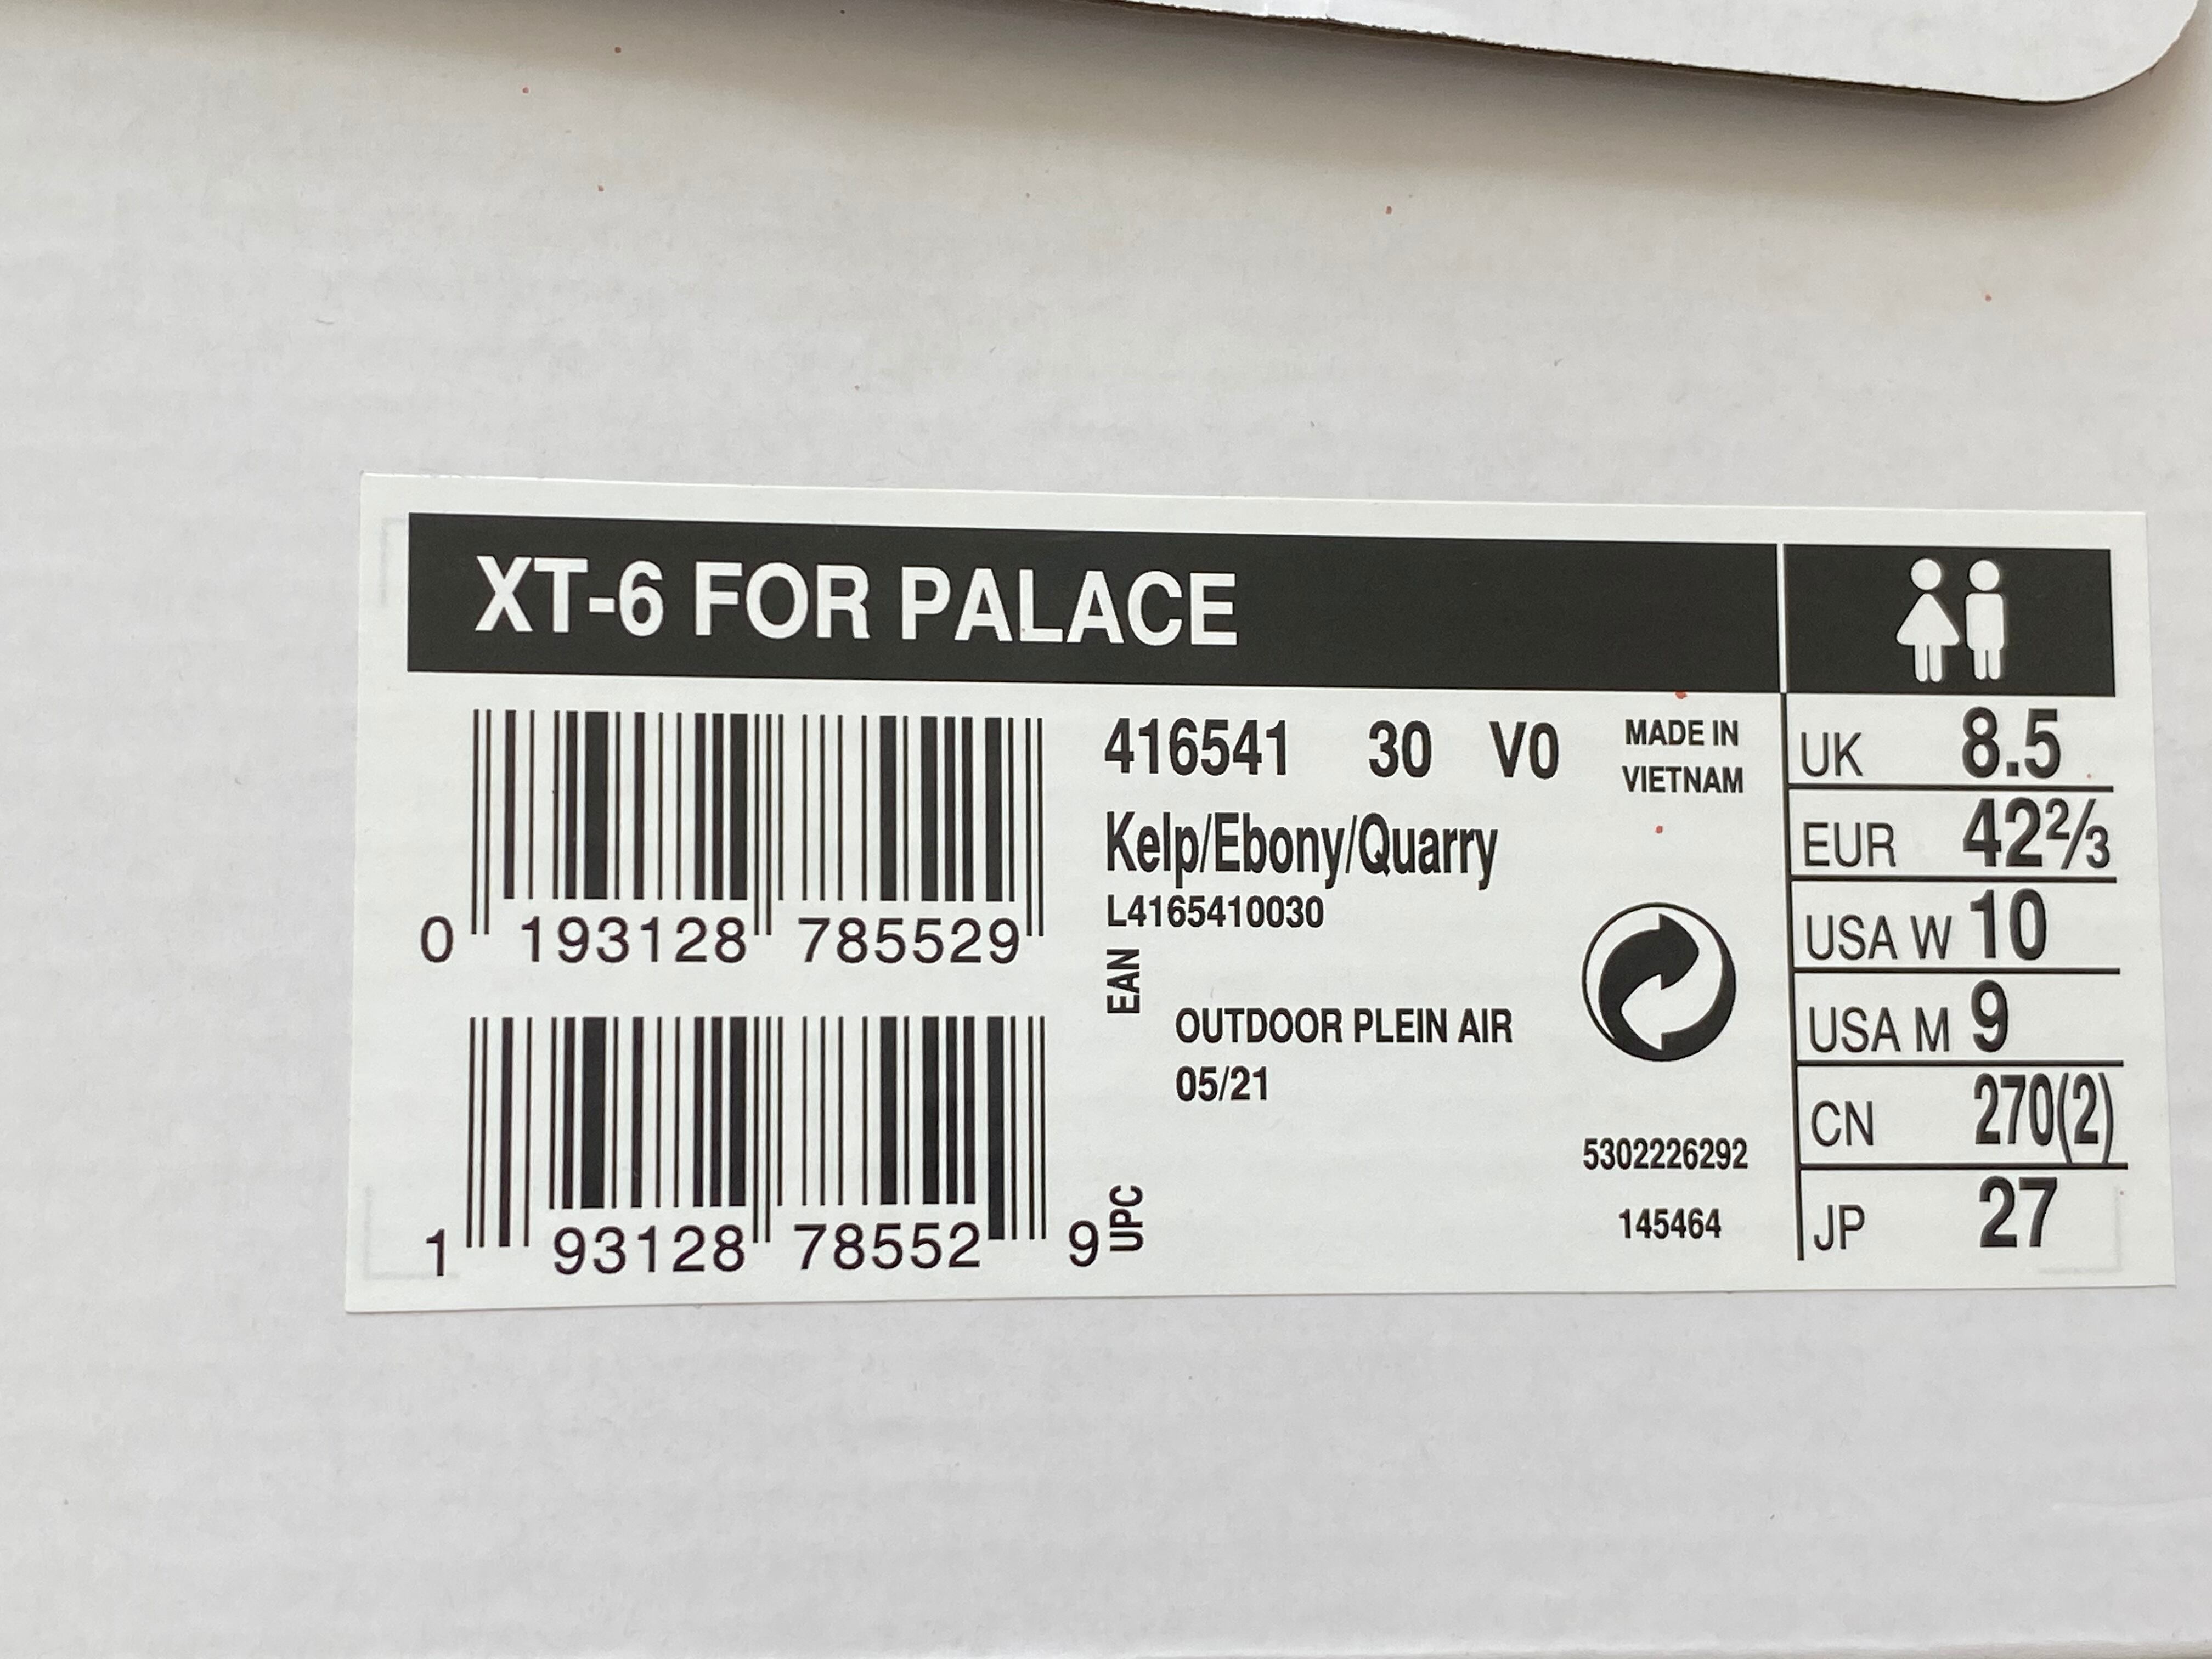 XT-6 FOR PALACE
0 193128 785529
EAN
1 93128 78552 9
UPC
416541 30 V0
Kelp/Ebony/Quarry
L4165410030
OUTDOOR PLEIN AIR
05/21
MADE IN
VIETNAM
5302226292
145464
UK 8.5
EUR 42⅔
USA W 10
USA M 9
CN 270(2)
JP 27